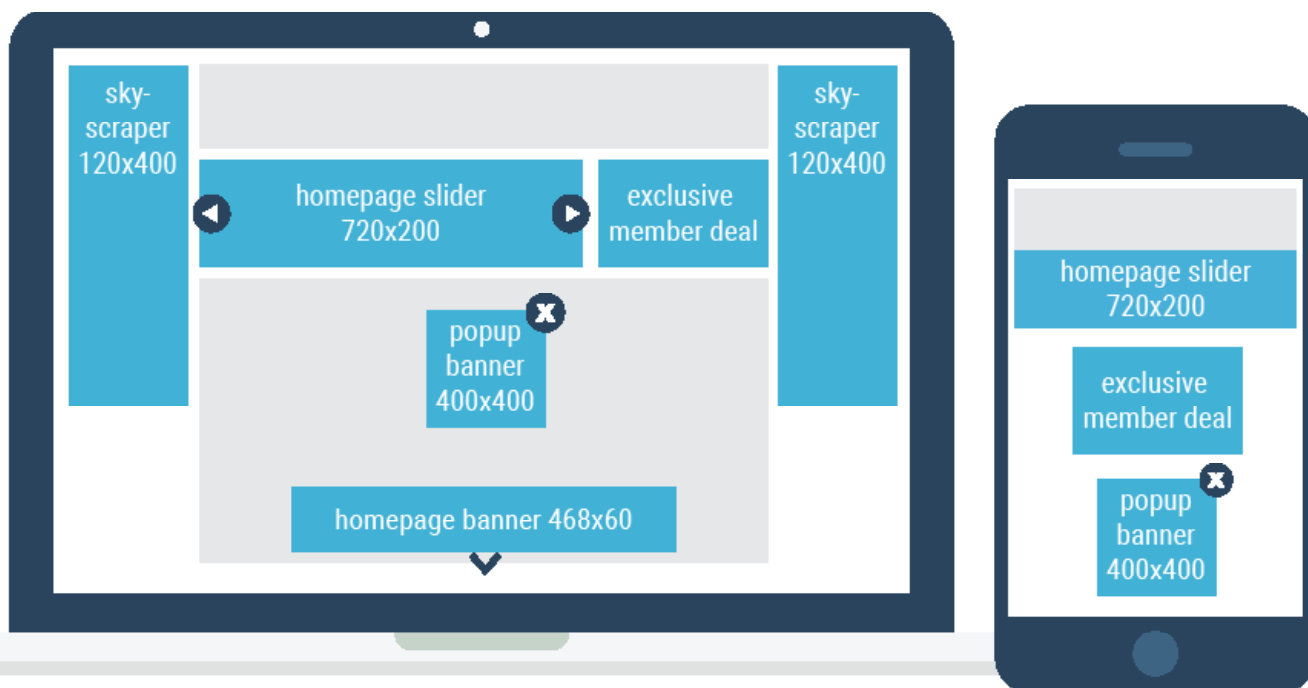 sky-
scraper
120x400
homepage slider
720x200
exclusive
member deal
sky-
scraper
120x400
popup
banner
400x400
X
homepage banner 468x60
homepage slider
720x200
exclusive
member deal
popup
banner
400x400
X